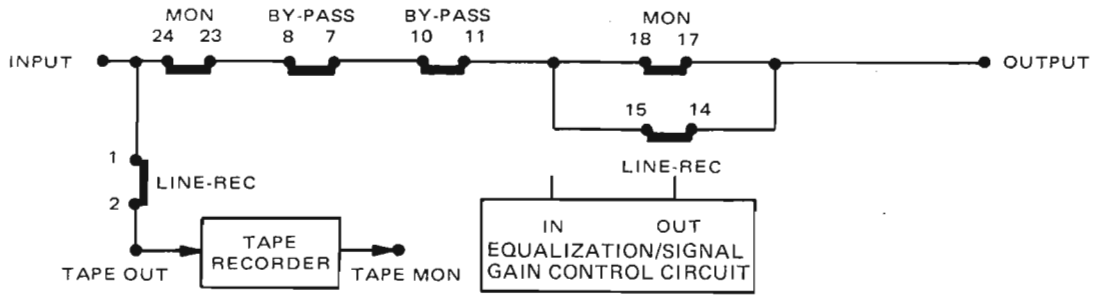 MON BY-PASS BY-PASS MON
24 23 8 7 10 11 18 17
INPUT OUTPUT
15 14
1
LINE-REC LINE-REC
2
IN OUT
TAPE EQUALIZATION/SIGNAL
RECORDER GAIN CONTROL CIRCUIT
TAPE OUT TAPE MON